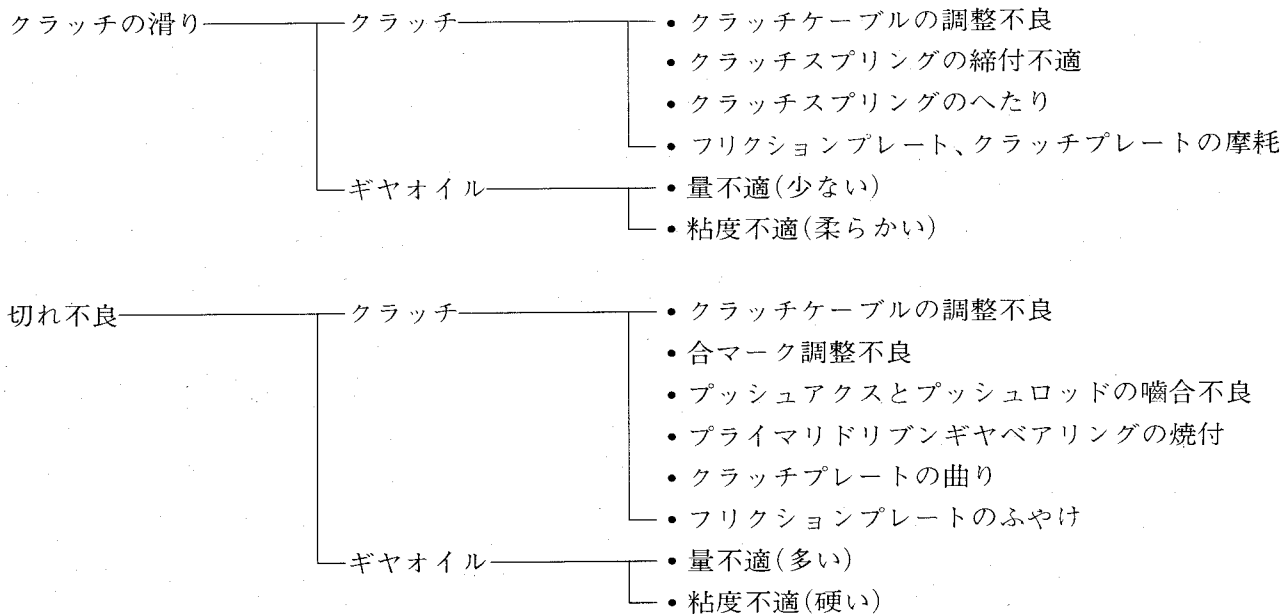 クラッチの滑り クラッチ ・クラッチケーブルの調整不良
・クラッチスプリングの締付不適
・クラッチスプリングのへたり
・フリクションプレート、クラッチプレートの摩耗
ギヤオイル ・量不適(少ない)
・粘度不適(柔らかい)
切れ不良 クラッチ ・クラッチケーブルの調整不良
・合マーク調整不良
・プッシュアクスとプッシュロッドの嚙合不良
・プライマリドリブンギヤベアリングの焼付
・クラッチプレートの曲り
・フリクションプレートのふやけ
ギヤオイル ・量不適(多い)
・粘度不適(硬い)